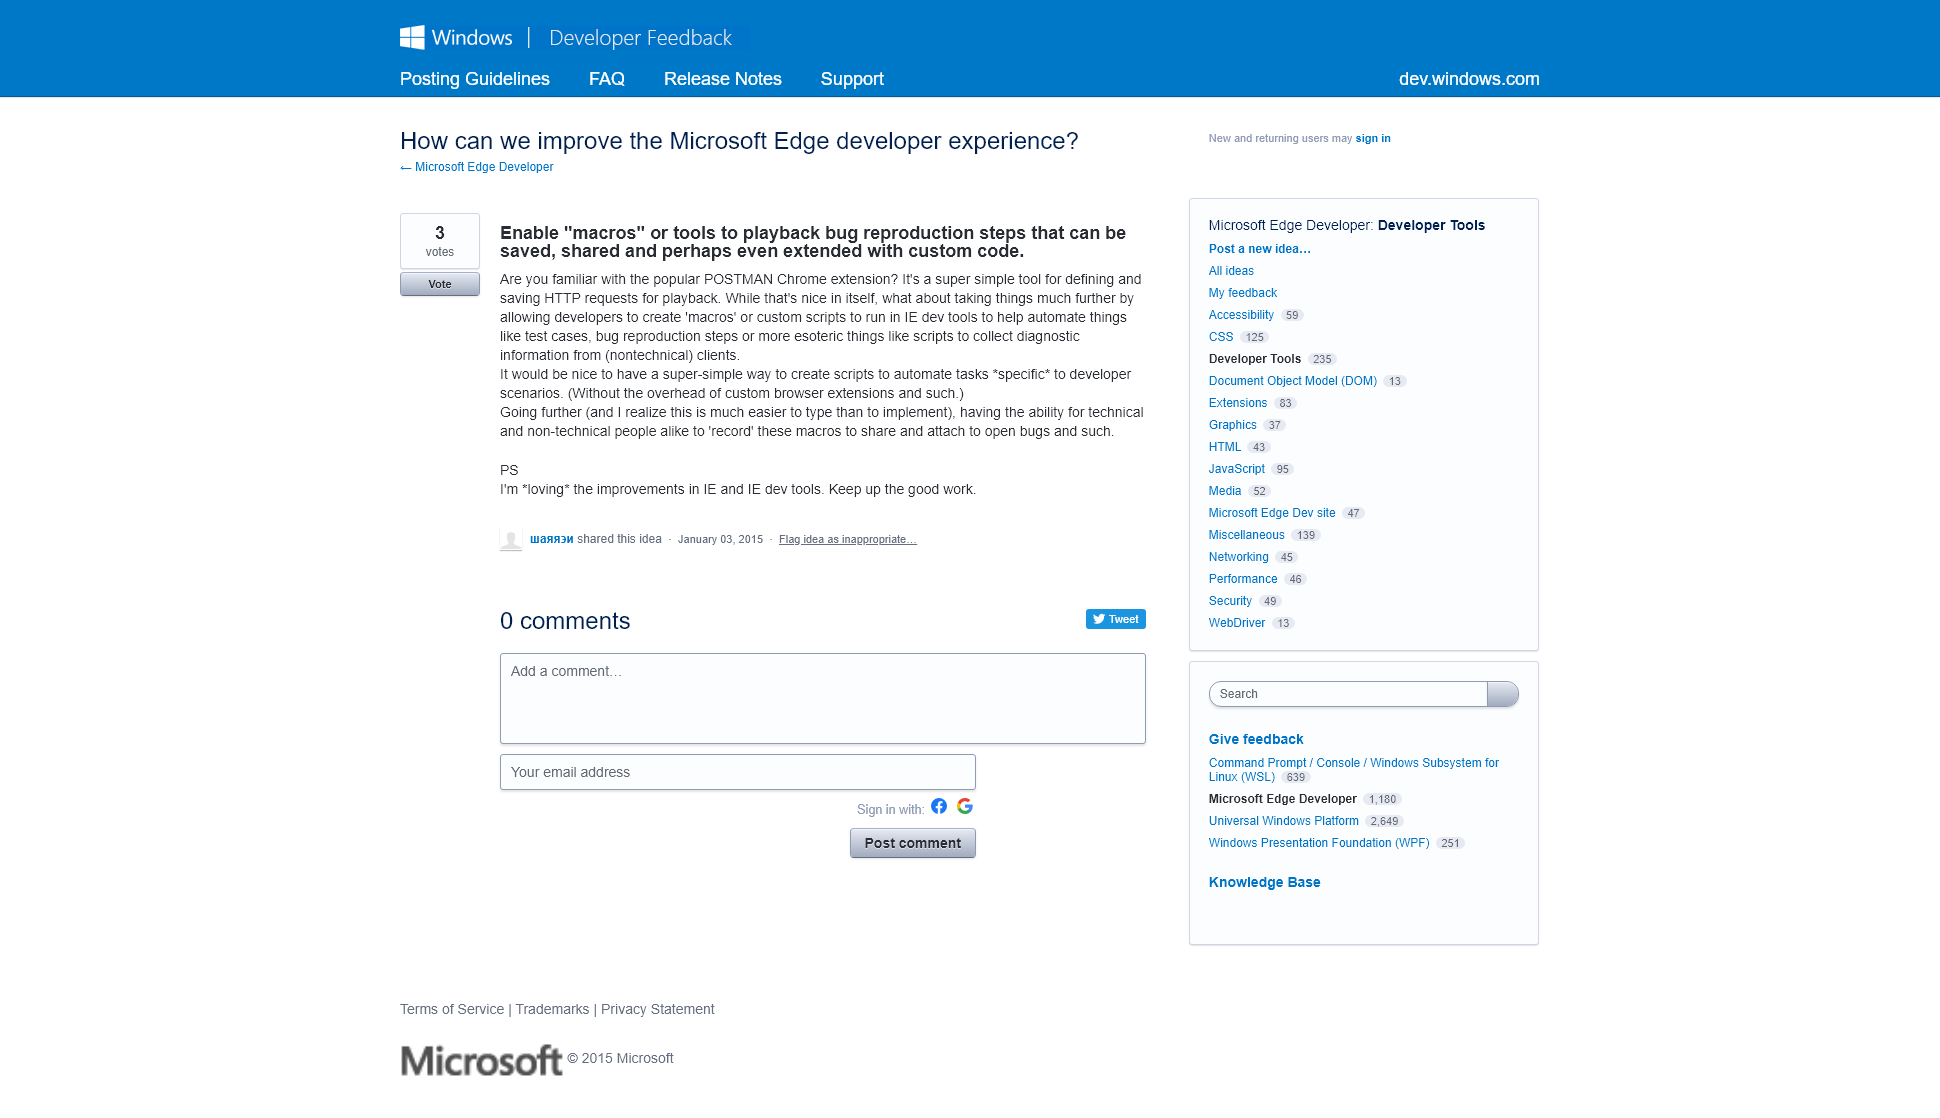 Windows | Developer Feedback
Posting Guidelines FAQ Release Notes Support dev.windows.com
How can we improve the Microsoft Edge developer experience?
← Microsoft Edge Developer
New and returning users may sign in
3
votes
Vote
Enable "macros" or tools to playback bug reproduction steps that can be
saved, shared and perhaps even extended with custom code.
Are you familiar with the popular POSTMAN Chrome extension? It's a super simple tool for defining and
saving HTTP requests for playback. While that's nice in itself, what about taking things much further by
allowing developers to create 'macros' or custom scripts to run in IE dev tools to help automate things
like test cases, bug reproduction steps or more esoteric things like scripts to collect diagnostic
information from (nontechnical) clients.
It would be nice to have a super-simple way to create scripts to automate tasks *specific* to developer
scenarios. (Without the overhead of custom browser extensions and such.)
Going further (and I realize this is much easier to type than to implement), having the ability for technical
and non-technical people alike to 'record' these macros to share and attach to open bugs and such.
PS
I'm *loving* the improvements in IE and IE dev tools. Keep up the good work.
шаяяэи shared this idea · January 03, 2015 · Flag idea as inappropriate…
0 comments
Tweet
Add a comment…
Your email address
Sign in with:
Post comment
Microsoft Edge Developer: Developer Tools
Post a new idea…
All ideas
My feedback
Accessibility 59
CSS 125
Developer Tools 235
Document Object Model (DOM) 13
Extensions 83
Graphics 37
HTML 43
JavaScript 95
Media 52
Microsoft Edge Dev site 47
Miscellaneous 139
Networking 45
Performance 46
Security 49
WebDriver 13
Search
Give feedback
Command Prompt / Console / Windows Subsystem for
Linux (WSL) 639
Microsoft Edge Developer 1,180
Universal Windows Platform 2,649
Windows Presentation Foundation (WPF) 251
Knowledge Base
Terms of Service | Trademarks | Privacy Statement
Microsoft © 2015 Microsoft